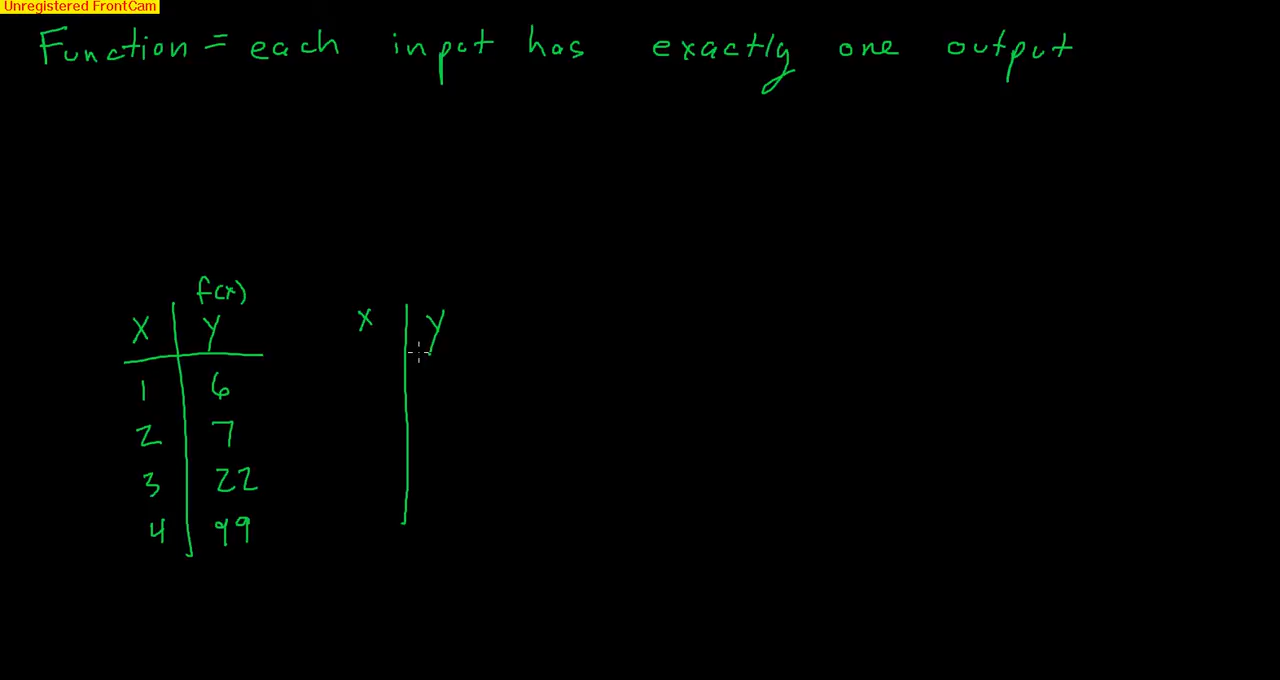 Unregistered FrontCam
Function = each input has exactly one output
f(x)
x y
1 6
2 7
3 22
4 99
x y